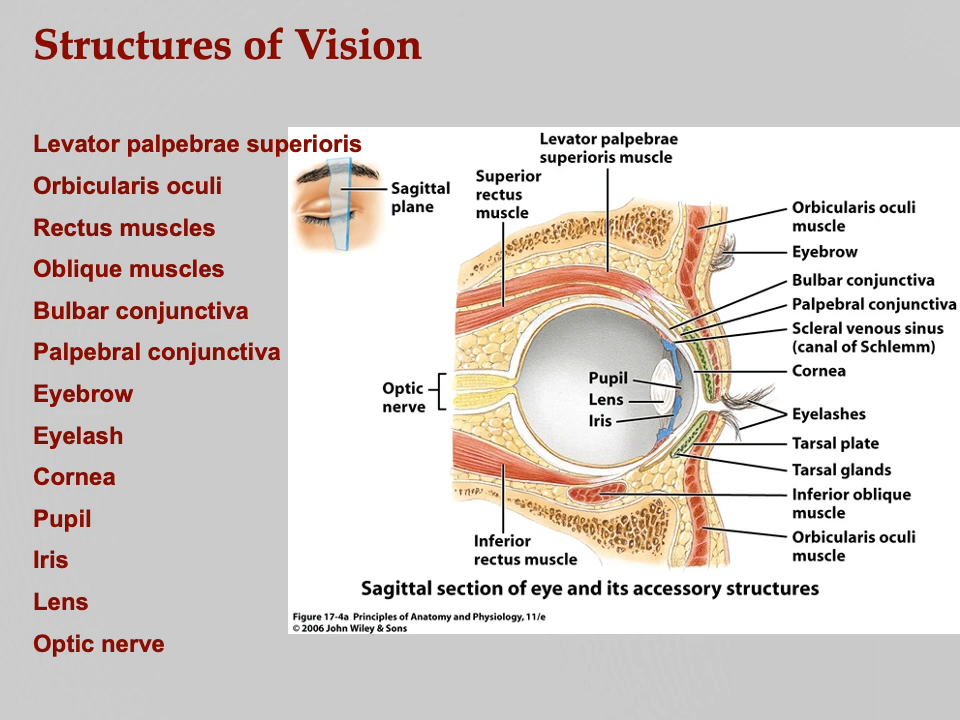 Structures of Vision
Levator palpebrae superioris
Orbicularis oculi
Rectus muscles
Oblique muscles
Bulbar conjunctiva
Palpebral conjunctiva
Eyebrow
Eyelash
Cornea
Pupil
Iris
Lens
Optic nerve
Levator palpebrae
superioris muscle
Superior
rectus
muscle
Sagittal
plane
Orbicularis oculi
muscle
Eyebrow
Bulbar conjunctiva
Palpebral conjunctiva
Scleral venous sinus
(canal of Schlemm)
Cornea
Pupil
Lens
Iris
Optic
nerve
Eyelashes
Tarsal plate
Tarsal glands
Inferior oblique
muscle
Orbicularis oculi
muscle
Inferior
rectus muscle
Sagittal section of eye and its accessory structures
Figure 17-4a Principles of Anatomy and Physiology, 11/e
© 2006 John Wiley & Sons